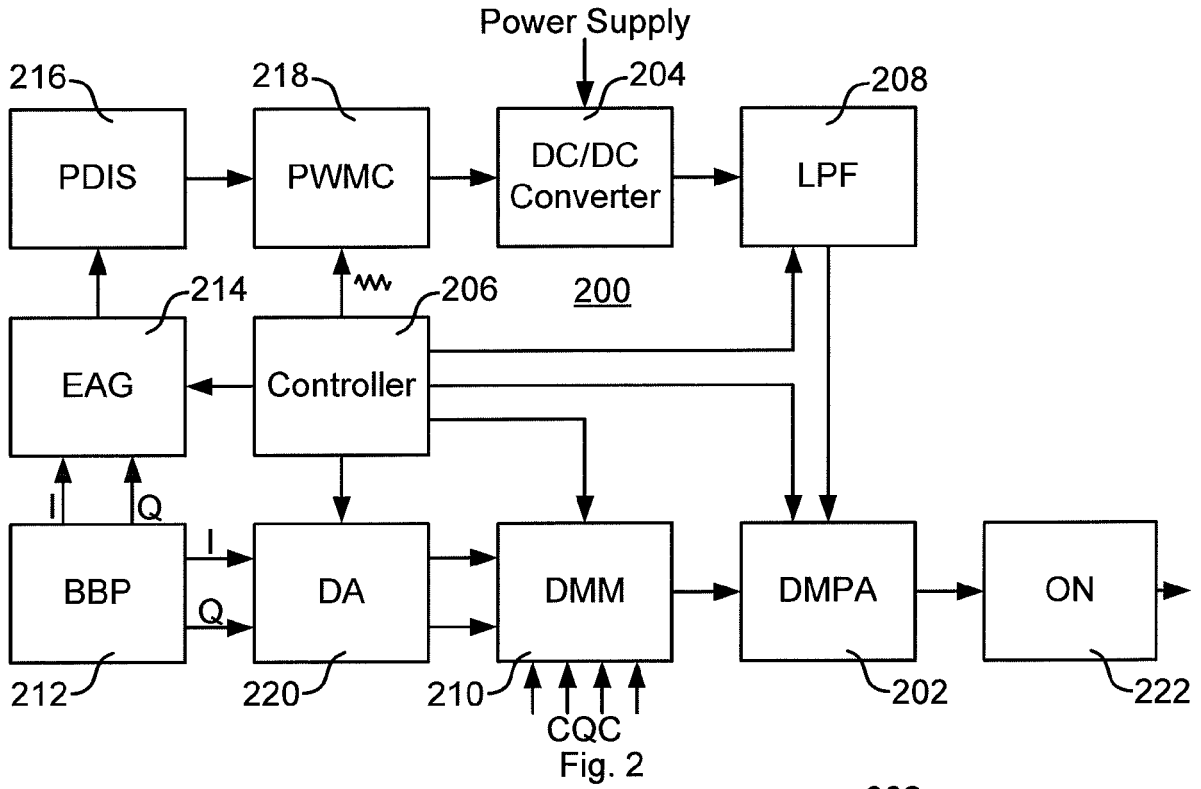 Power Supply
216
218
204
208
PDIS
PWMC
DC/DC
Converter
LPF
214
206
200
EAG
Controller
I
Q
BBP
I
Q
DA
DMM
DMPA
ON
212
220
210
202
222
CQC
Fig. 2